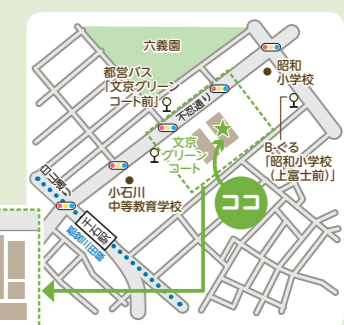 六義園
昭和
小学校
都営バス
「文京グリーン
コート前」
不忍通り
文京
グリーン
コート
B-ぐる
「昭和小学校
(上富士前)」
白山通り
小石川
中等教育学校
ココ
千石駅
都営三田線